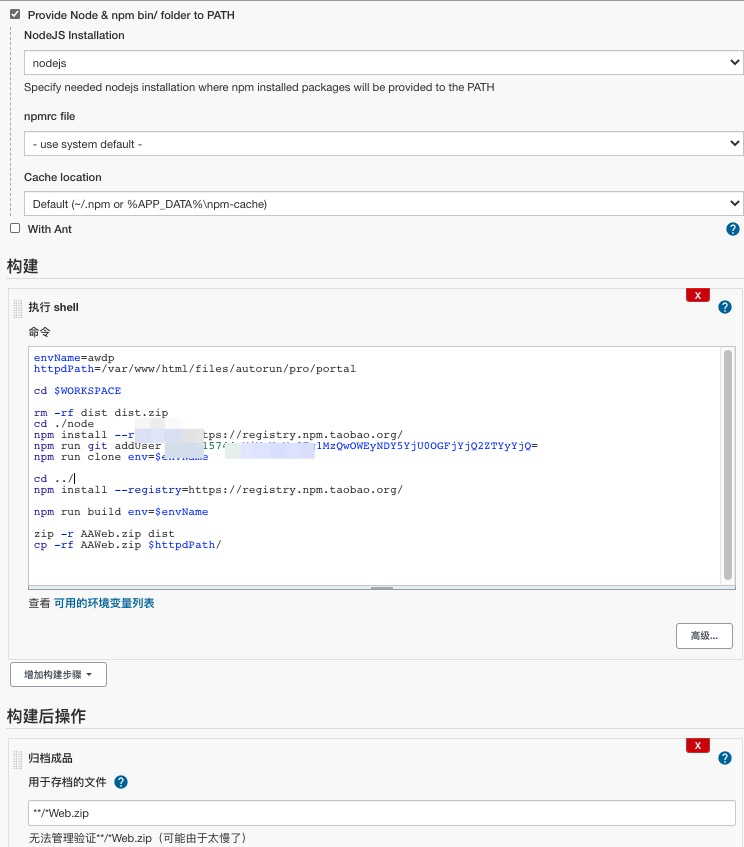 Provide Node & npm bin/ folder to PATH
NodeJS Installation
nodejs
Specify needed nodejs installation where npm installed packages will be provided to the PATH
npmrc file
- use system default -
Cache location
Default (~/.npm or %APP_DATA%\npm-cache)
With Ant
?
构建
X
执行 shell
?
命令
envName=awdp
httpdPath=/var/www/html/files/autorun/pro/portal
cd $WORKSPACE
rm -rf dist dist.zip
cd ./node
npm install --r tps://registry.npm.taobao.org/
npm run git addUser
npm run clone env=$envName
cd ../
npm install --registry=https://registry.npm.taobao.org/
npm run build env=$envName
zip -r AAWeb.zip dist
cp -rf AAWeb.zip $httpdPath/
查看 可用的环境变量列表
高级...
增加构建步骤
构建后操作
X
归档成品
?
用于存档的文件 ?
**/*Web.zip
无法管理验证**/*Web.zip（可能由于太慢了）